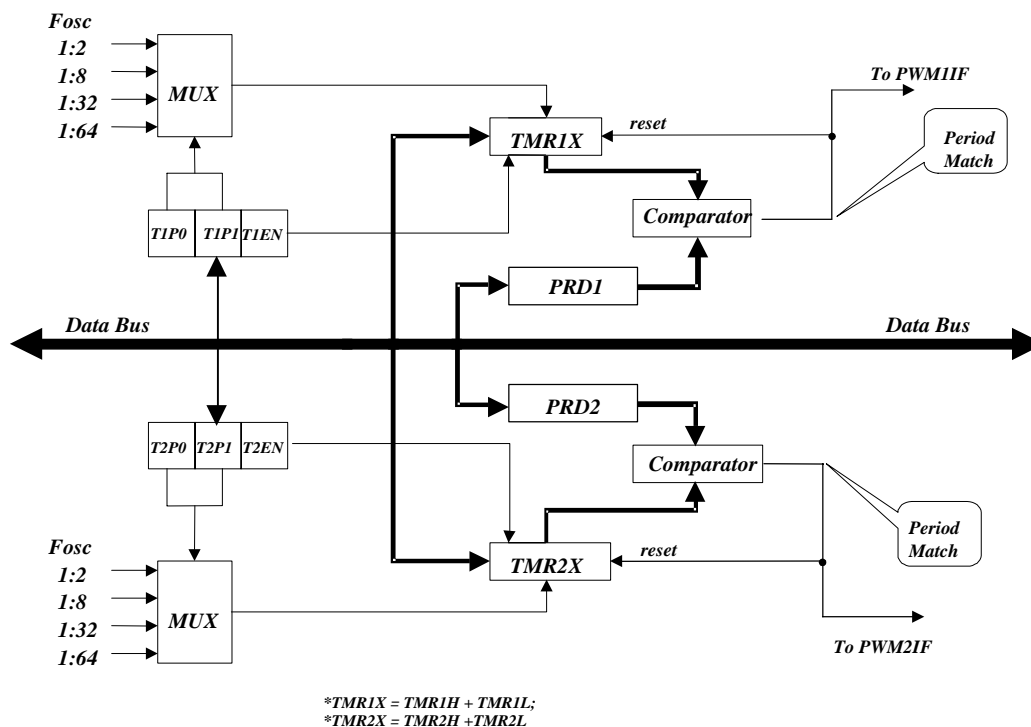 Fosc
1:2
1:8
1:32
1:64
MUX
To PWM1IF
TMR1X
reset
Period
Match
T1P0
T1P1
T1EN
Comparator
PRD1
Data Bus
Data Bus
PRD2
T2P0
T2P1
T2EN
Comparator
Period
Match
Fosc
1:2
1:8
1:32
1:64
MUX
TMR2X
reset
To PWM2IF
*TMR1X = TMR1H + TMR1L;
*TMR2X = TMR2H +TMR2L